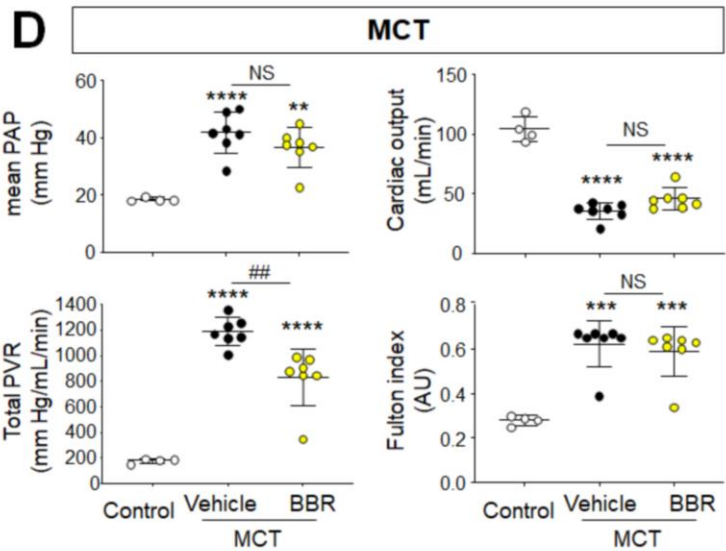 D
MCT
mean PAP
(mm Hg)
60
40
20
0
NS
****
**
Cardiac output
(mL/min)
150
100
50
0
NS
****
****
Total PVR
(mm Hg/mL/min)
1400
1200
1000
800
600
400
200
0
##
****
****
Fulton index
(AU)
0.8
0.6
0.4
0.2
0.0
NS
***
***
Control Vehicle BBR
MCT
Control Vehicle BBR
MCT